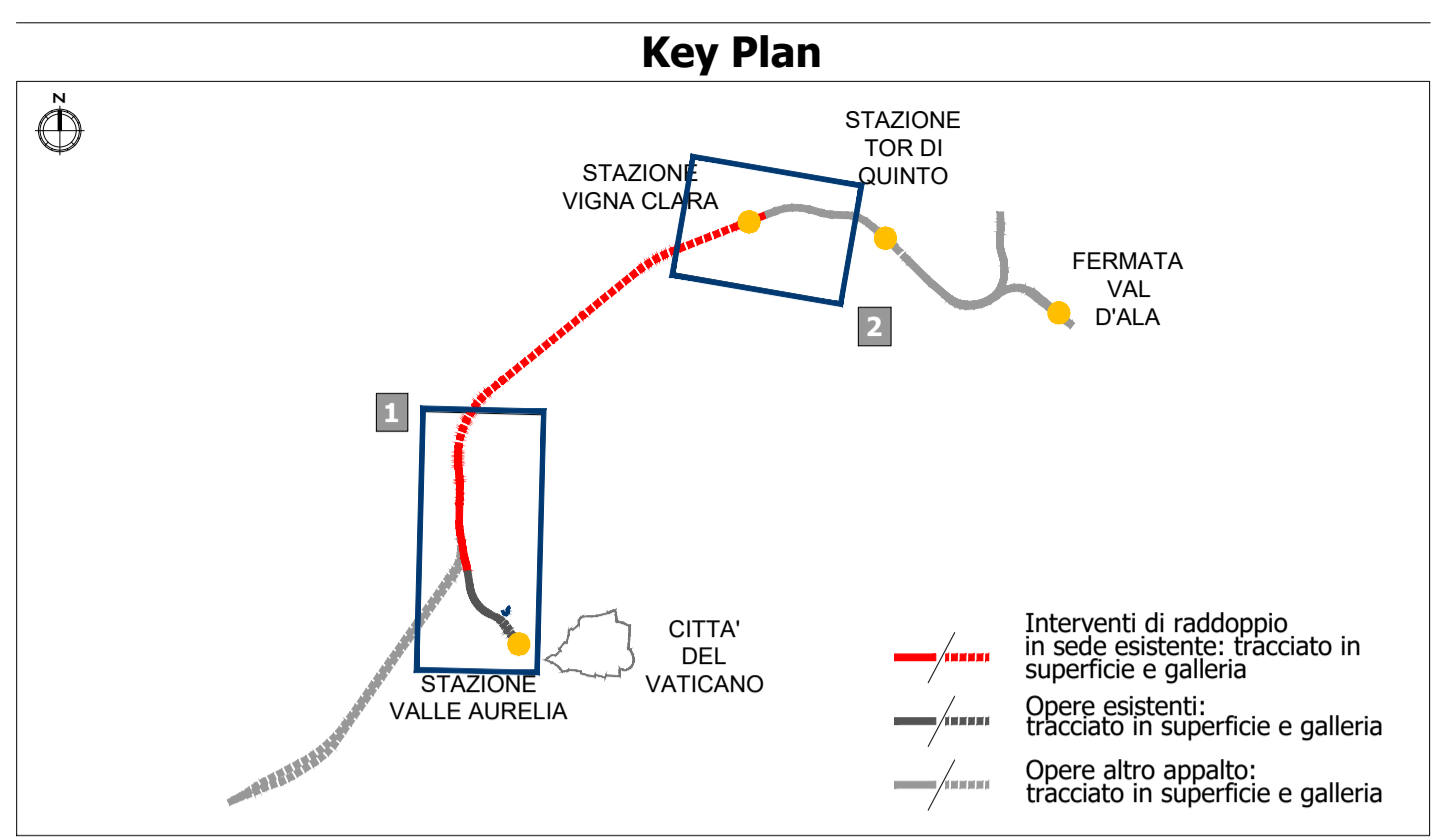 Key Plan
N
STAZIONE
TOR DI
QUINTO
STAZIONE
VIGNA CLARA
FERMATA
VAL
D'ALA
2
1
CITTA'
DEL
VATICANO
STAZIONE
VALLE AURELIA
Interventi di raddoppio
in sede esistente: tracciato in
superficie e galleria
Opere esistenti:
tracciato in superficie e galleria
Opere altro appalto:
tracciato in superficie e galleria